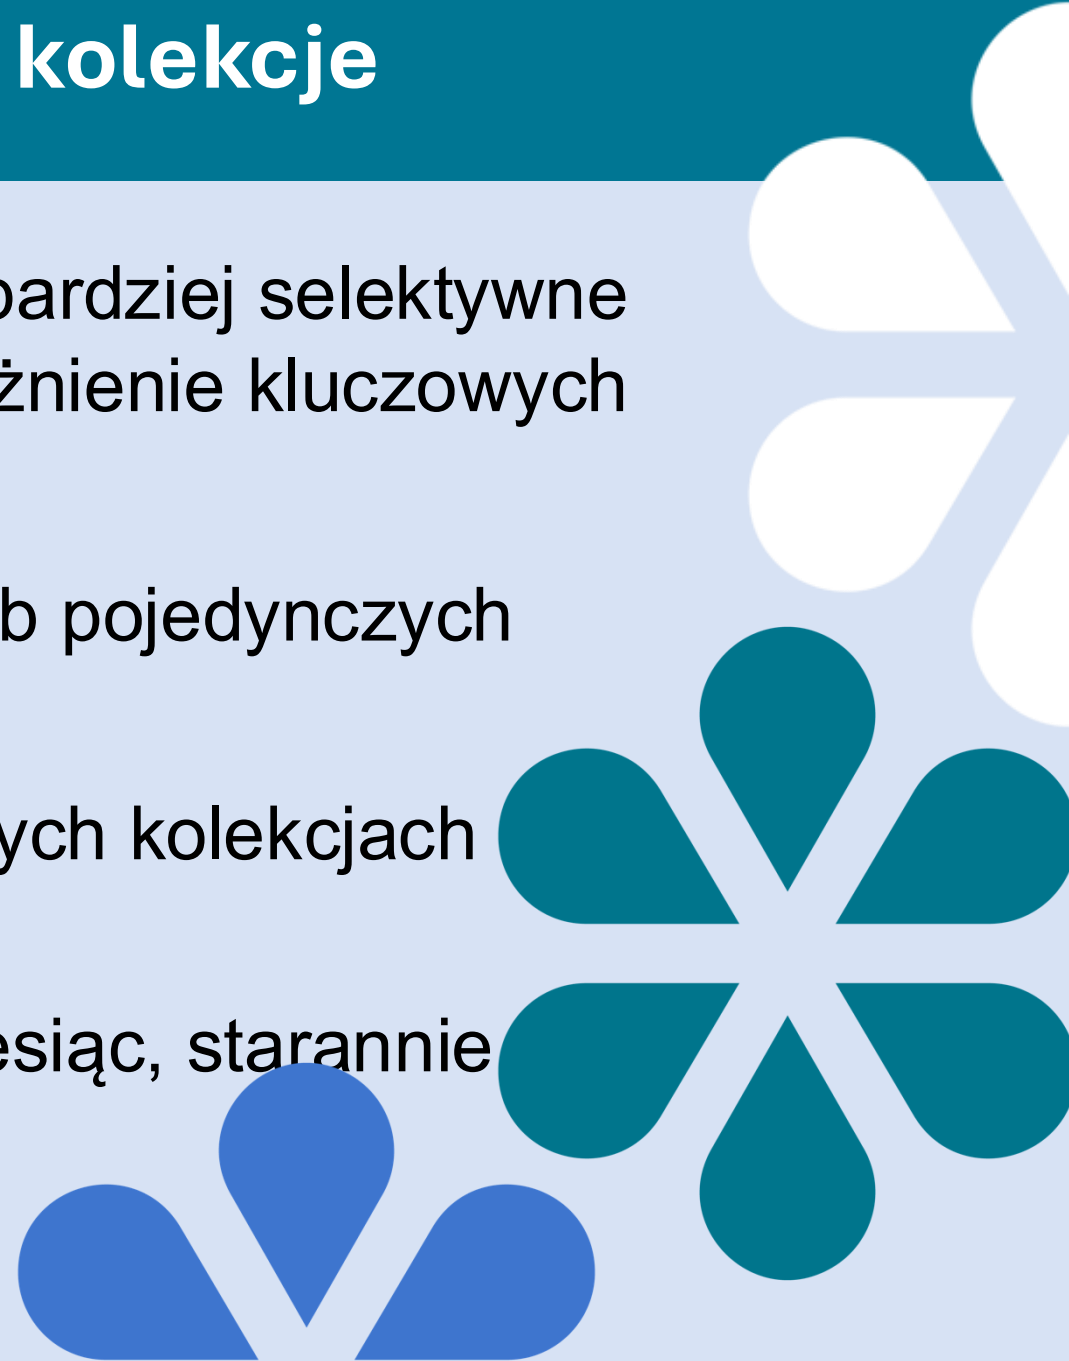 kolekcje
bardziej selektywne
żnienie kluczowych
b pojedynczych
ych kolekcjach
esiąc, starannie